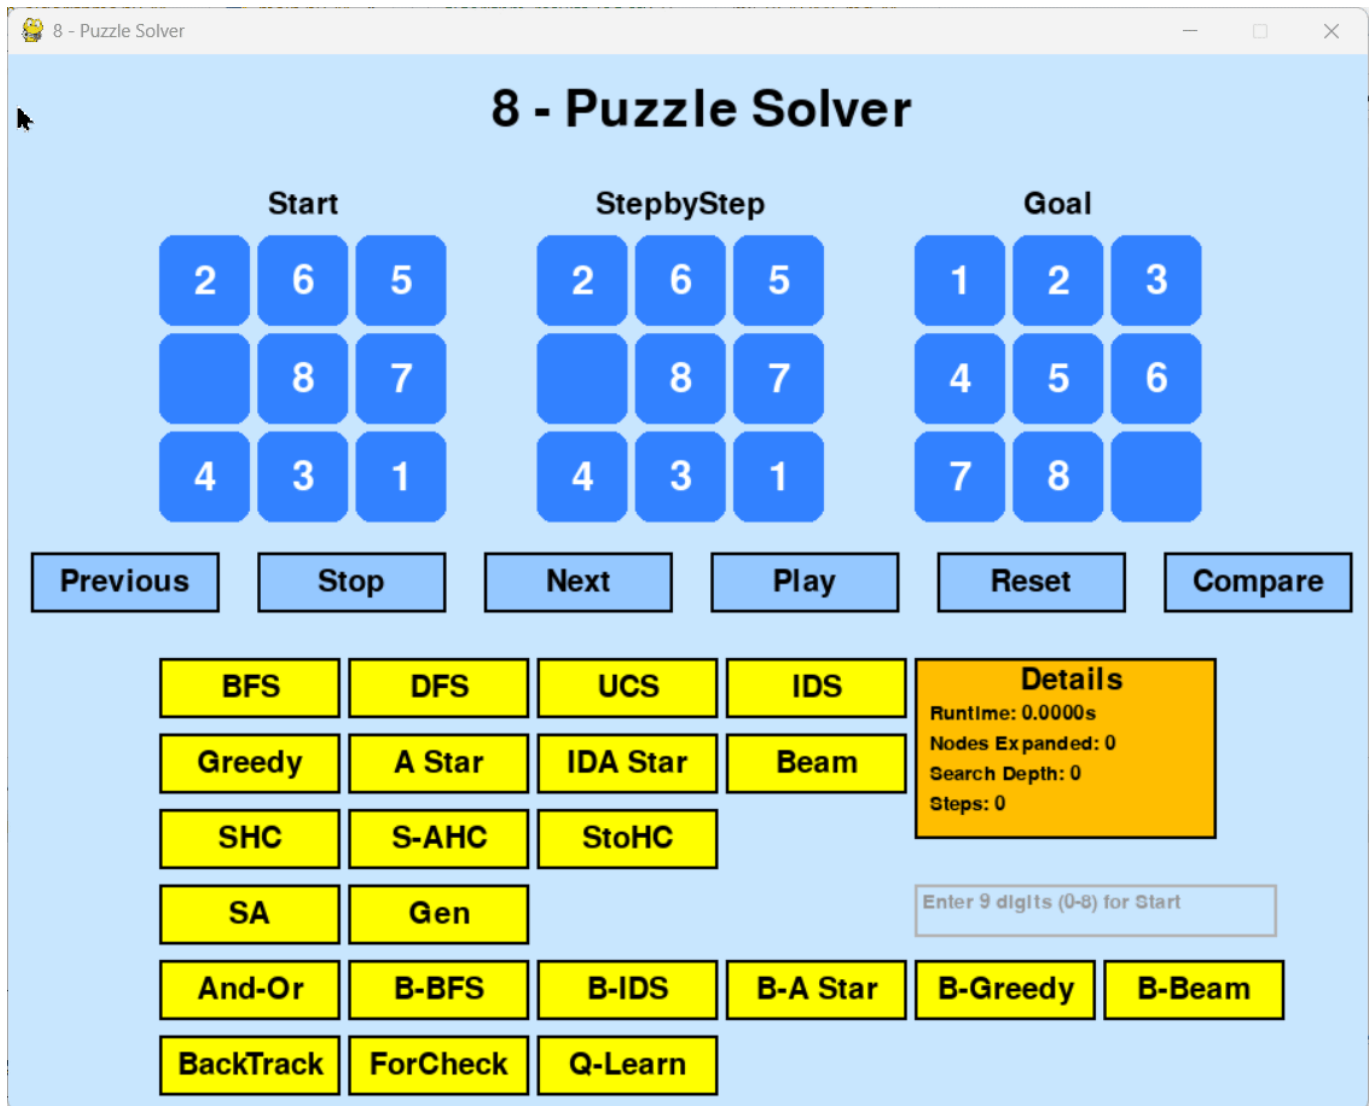 8 - Puzzle Solver
8 - Puzzle Solver
Start StepbyStep Goal
2 6 5 2 6 5 1 2 3
8 7 8 7 4 5 6
4 3 1 4 3 1 7 8
Previous Stop Next Play Reset Compare
BFS DFS UCS IDS
Greedy A Star IDA Star Beam
SHC S-AHC StoHC
SA Gen
Details
Runtime: 0.0000s
Nodes Expanded: 0
Search Depth: 0
Steps: 0
Enter 9 digits (0-8) for Start
And-Or B-BFS B-IDS B-A Star B-Greedy B-Beam
BackTrack ForCheck Q-Learn